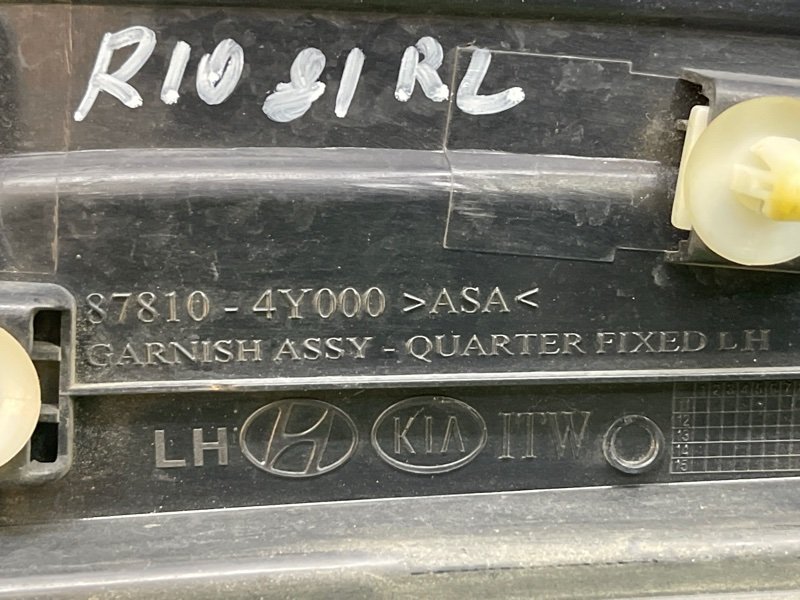 R10 81 RL
87810 - 4Y000 >ASA<
GARNISH ASSY - QUARTER FIXED LH
LH H KIA ITW